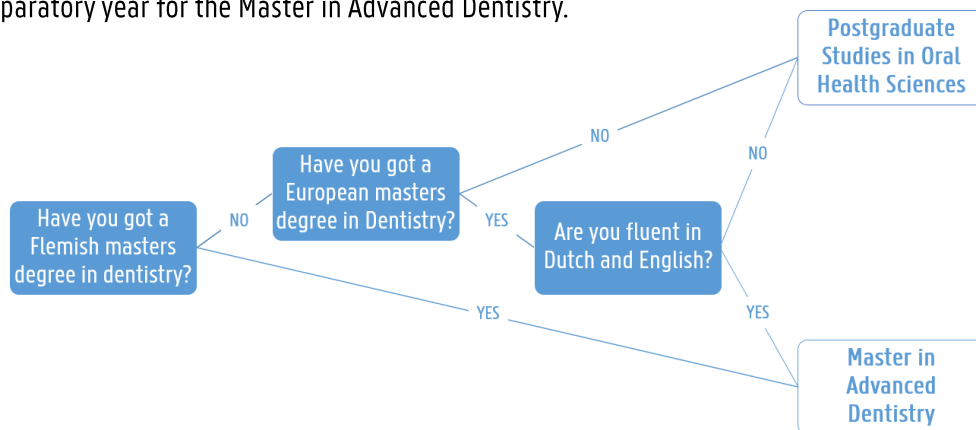 paratory year for the Master in Advanced Dentistry.
Postgraduate
Studies in Oral
Health Sciences
NO
Have you got a
European masters
degree in Dentistry?
NO
Have you got a
Flemish masters
degree in dentistry?
NO
YES
Are you fluent in
Dutch and English?
YES
YES
Master in
Advanced
Dentistry